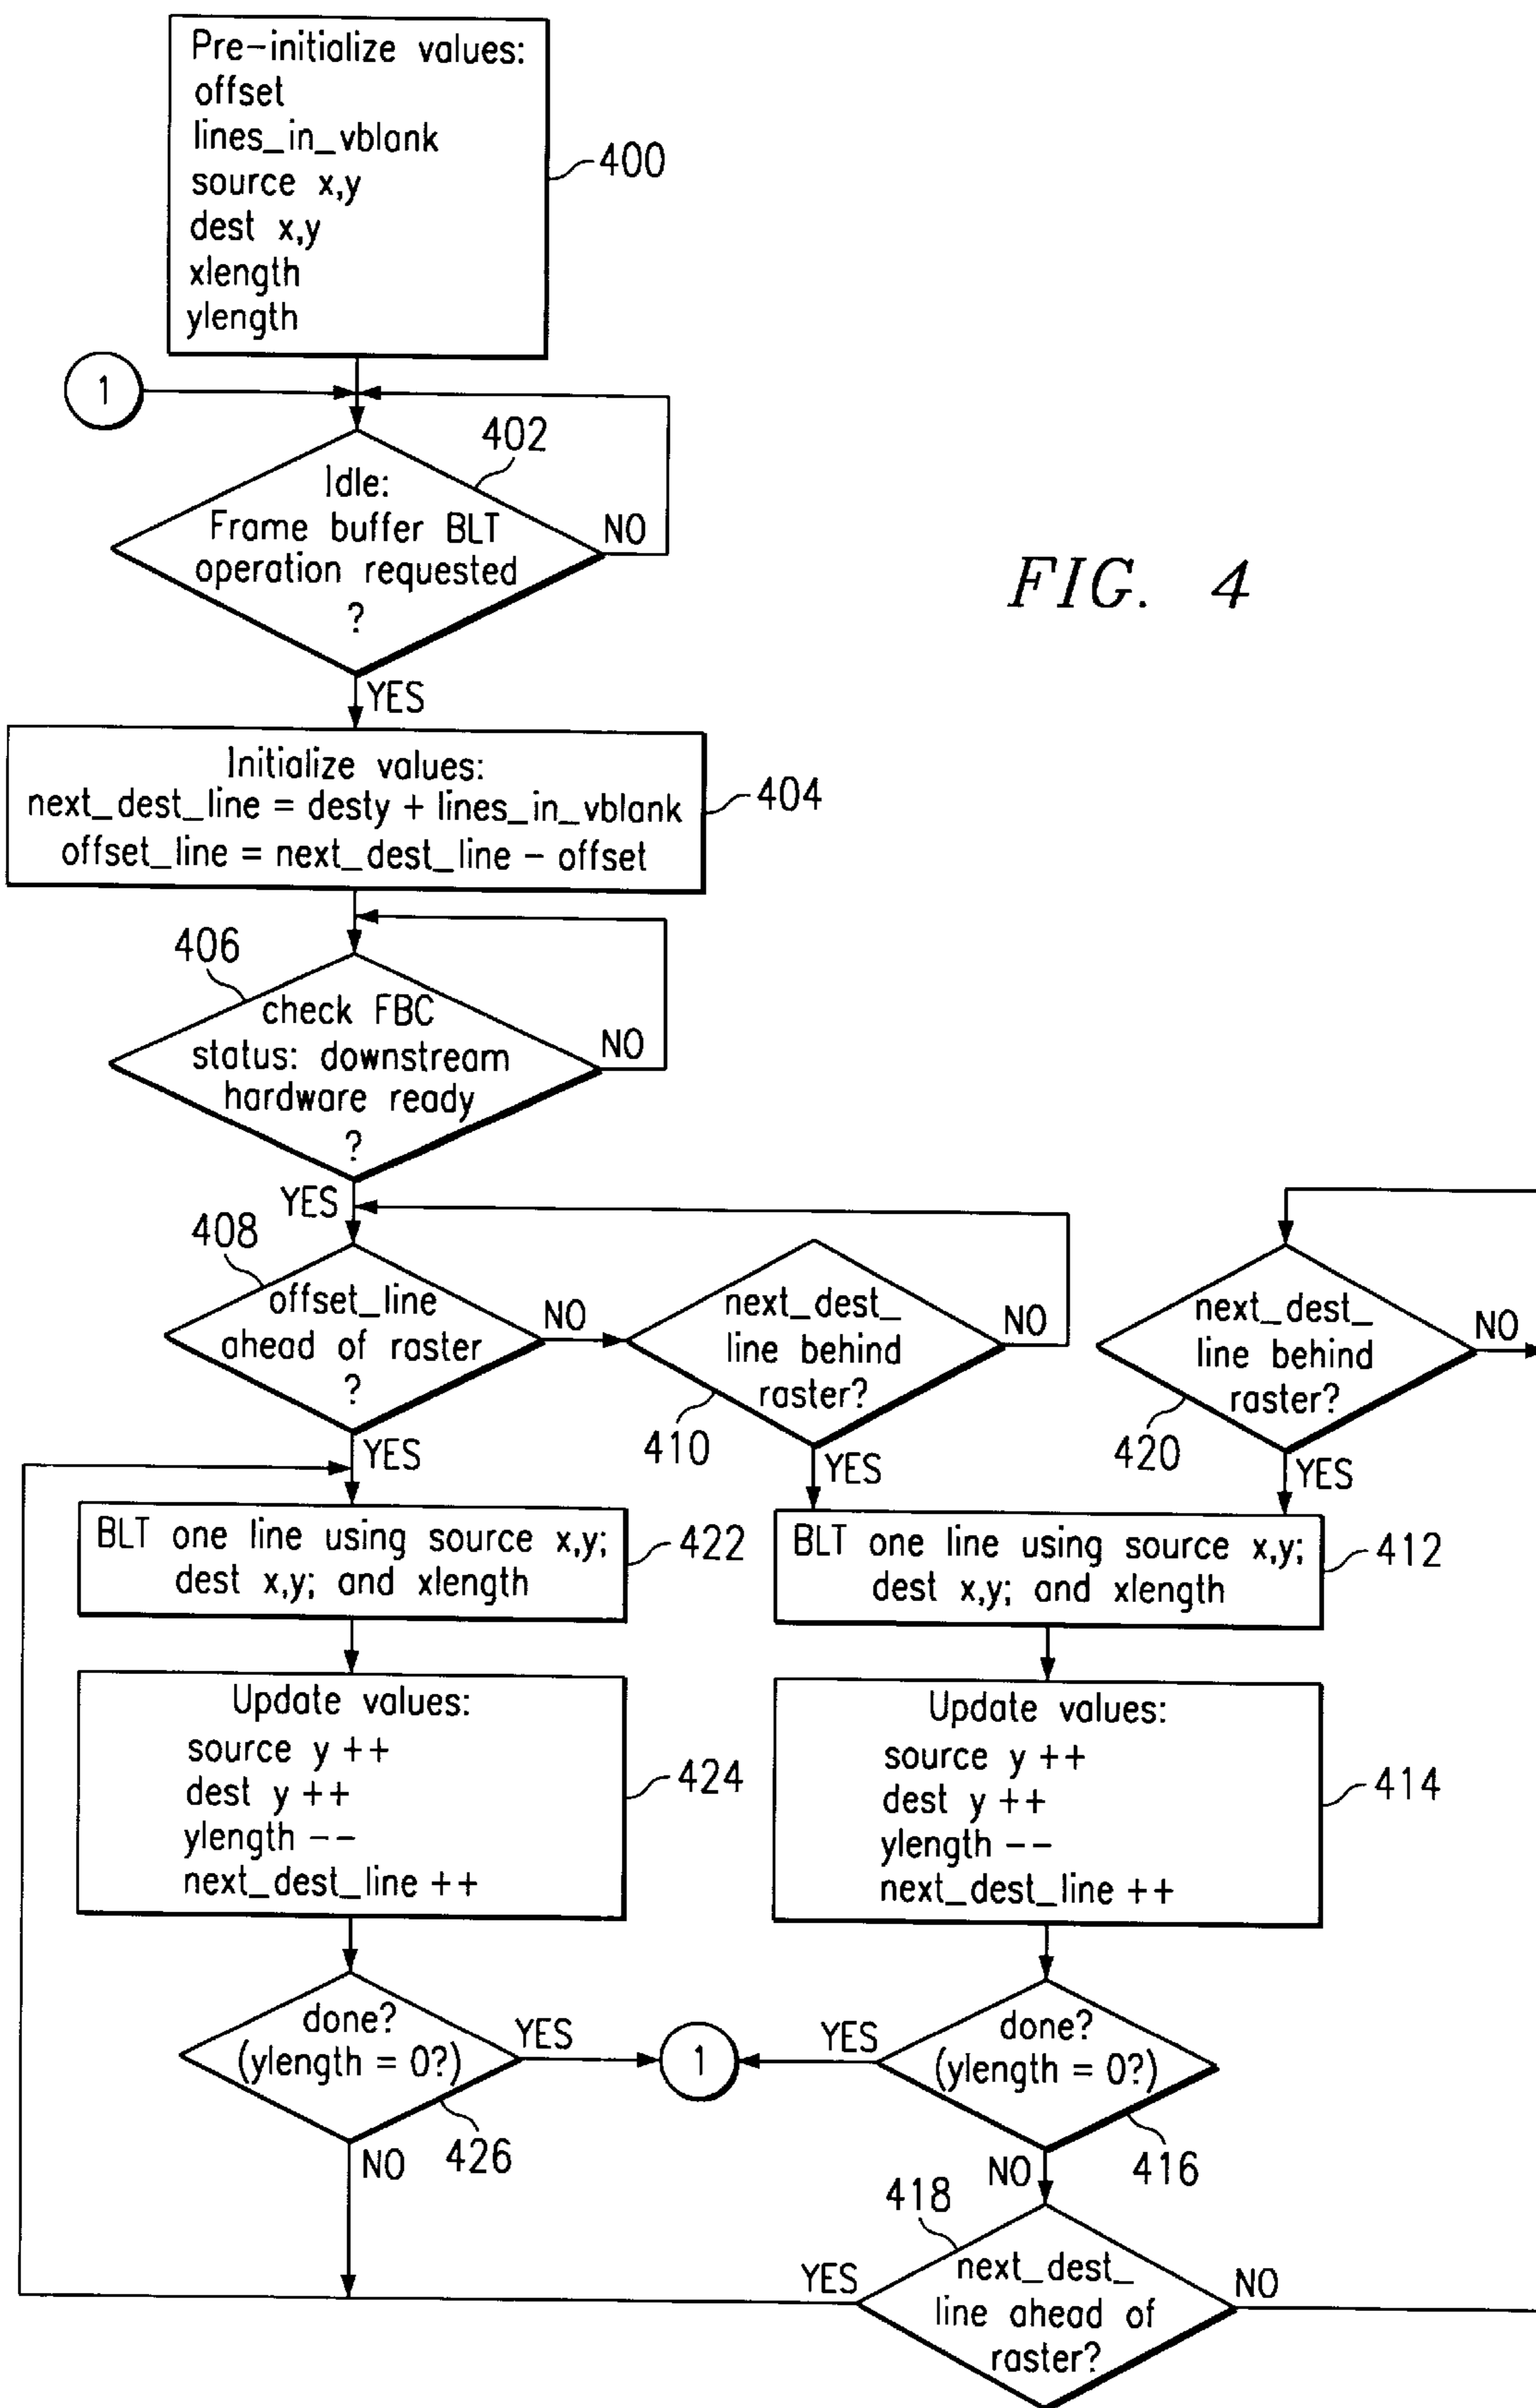 Pre-initialize values:
offset
lines_in_vblank
source x,y
dest x,y
xlength
ylength
400
1
402
Idle:
Frame buffer BLT
operation requested
?
NO
FIG. 4
YES
Initialize values:
next_dest_line = desty + lines_in_vblank
offset_line = next_dest_line - offset
404
406
check FBC
status: downstream
hardware ready
?
NO
YES
408
offset_line
ahead of raster
?
NO
YES
next_dest_
line behind
raster?
NO
410
YES
next_dest_
line behind
raster?
NO
420
YES
BLT one line using source x,y;
dest x,y; and xlength
422
BLT one line using source x,y;
dest x,y; and xlength
412
Update values:
source y ++
dest y ++
ylength --
next_dest_line ++
424
Update values:
source y ++
dest y ++
ylength --
next_dest_line ++
414
done?
(ylength = 0?)
YES
426
NO
1
YES
done?
(ylength = 0?)
416
NO
418
YES
next_dest_
line ahead of
raster?
NO